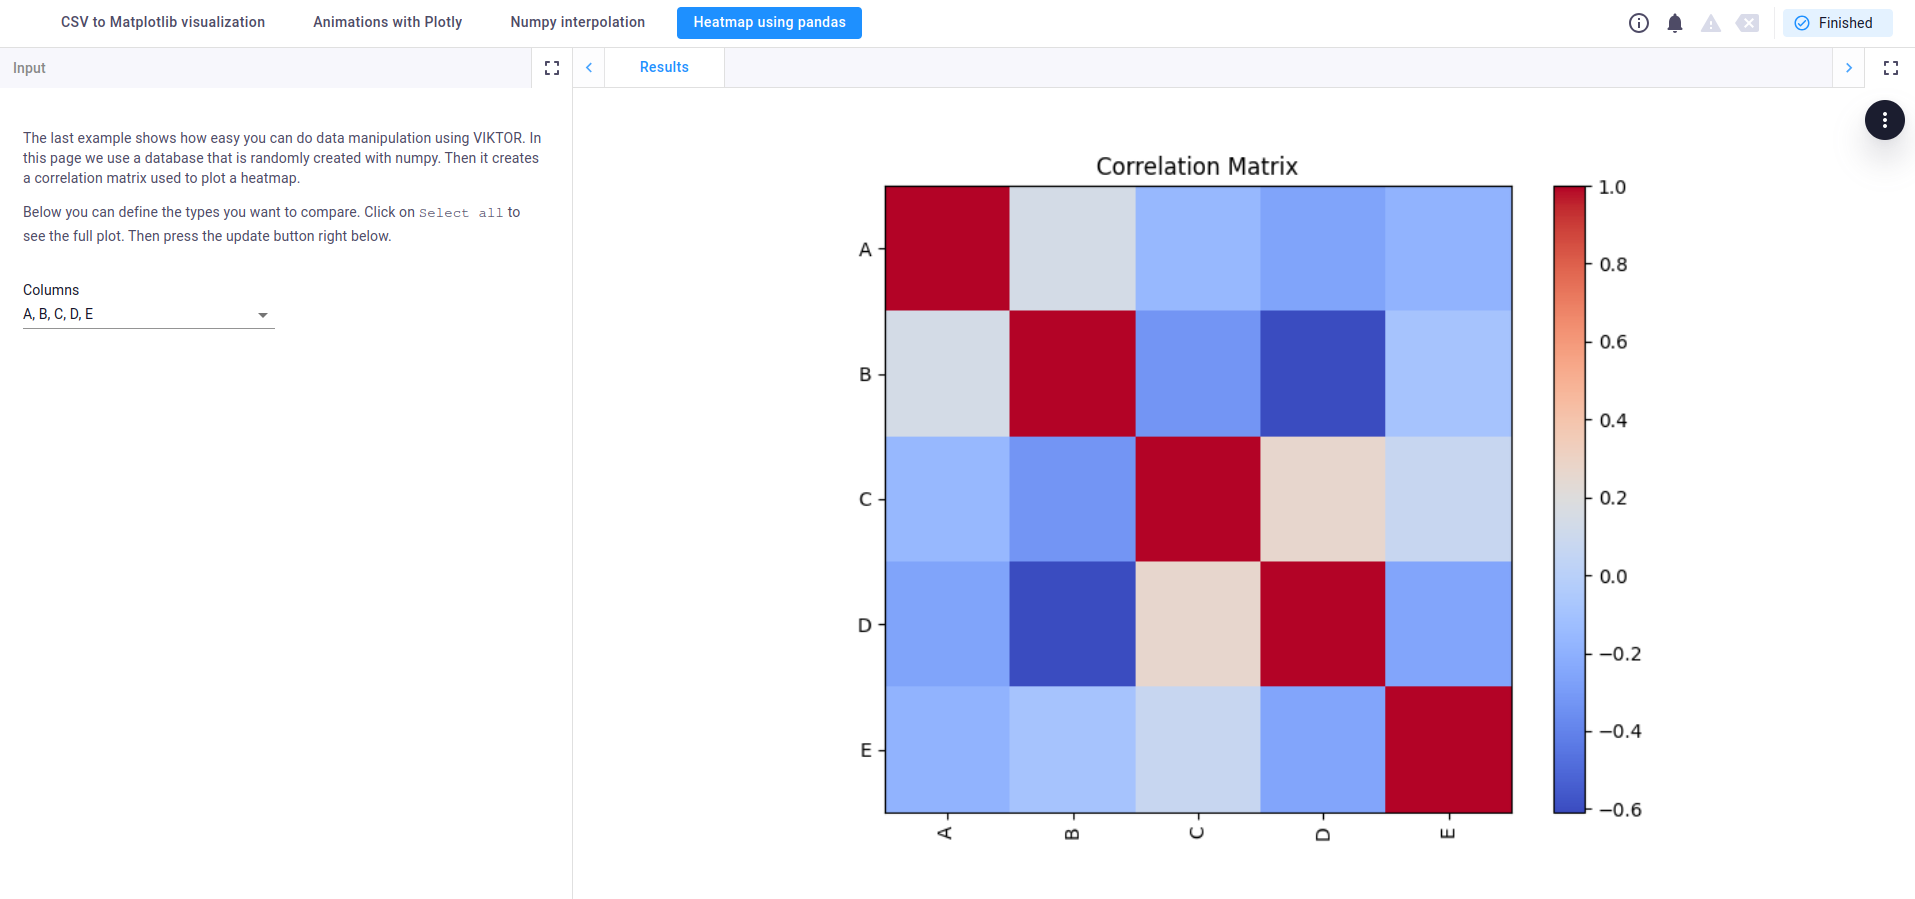 CSV to Matplotlib visualization
Animations with Plotly
Numpy interpolation
Heatmap using pandas
Finished
Input
Results
The last example shows how easy you can do data manipulation using VIKTOR. In
this page we use a database that is randomly created with numpy. Then it creates
a correlation matrix used to plot a heatmap.
Below you can define the types you want to compare. Click on Select all to
see the full plot. Then press the update button right below.
Columns
A, B, C, D, E
Correlation Matrix
A
B
C
D
E
A
B
C
D
E
1.0
0.8
0.6
0.4
0.2
0.0
−0.2
−0.4
−0.6